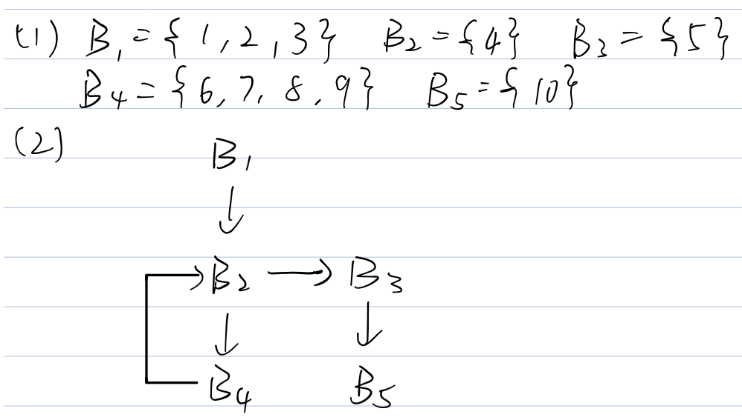 (1) B₁={1,2,3} B₂={4} B₃={5}
B₄={6,7,8,9} B₅={10}
(2)
B₁
↓
→B₂ → B₃
↓ ↓
B₄ B₅